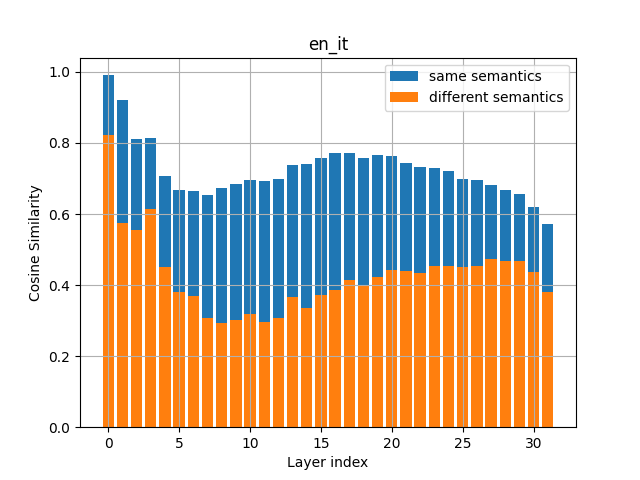 en_it
same semantics
different semantics
Cosine Similarity
1.0
0.8
0.6
0.4
0.2
0.0
0 5 10 15 20 25 30
Layer index